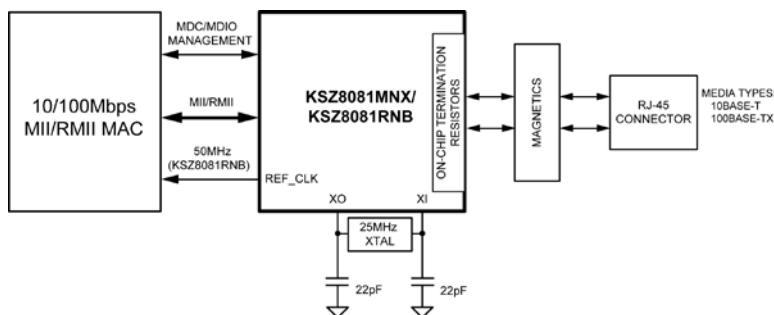 MDC/MDIO
MANAGEMENT
10/100Mbps
MII/RMII MAC
MII/RMII
50MHz
(KSZ8081RNB)
KSZ8081MNX/
KSZ8081RNB
REF_CLK
XO
XI
ON-CHIP TERMINATION
RESISTORS
MAGNETICS
RJ-45
CONNECTOR
MEDIA TYPES:
10BASE-T
100BASE-TX
25MHz
XTAL
22pF
22pF